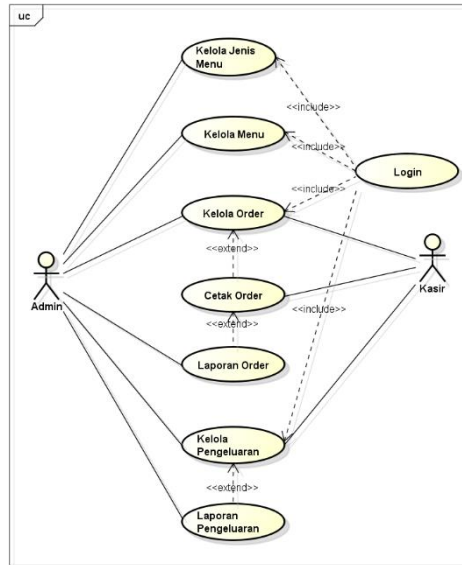 uc
Kelola Jenis
Menu
<<include>>
Kelola Menu
<<include>>
Login
<<include>>
Kelola Order
<<extend>>
Admin
Kasir
Cetak Order
<<include>>
<<extend>>
Laporan Order
Kelola
Pengeluaran
<<extend>>
Laporan
Pengeluaran